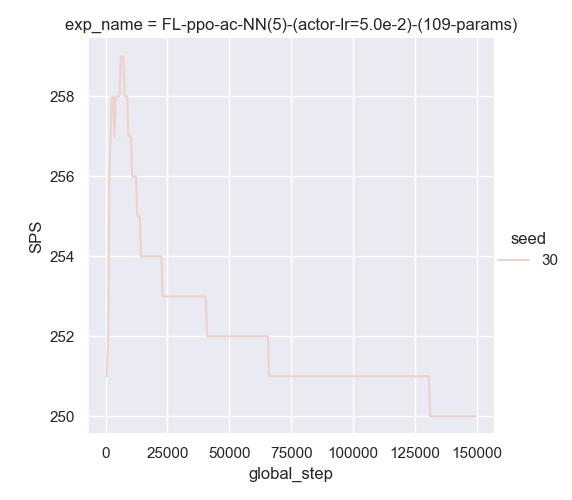 exp_name = FL-ppo-ac-NN(5)-(actor-lr=5.0e-2)-(109-params)
258
256
254
252
250
SPS
seed
30
0 25000 50000 75000 100000 125000 150000
global_step